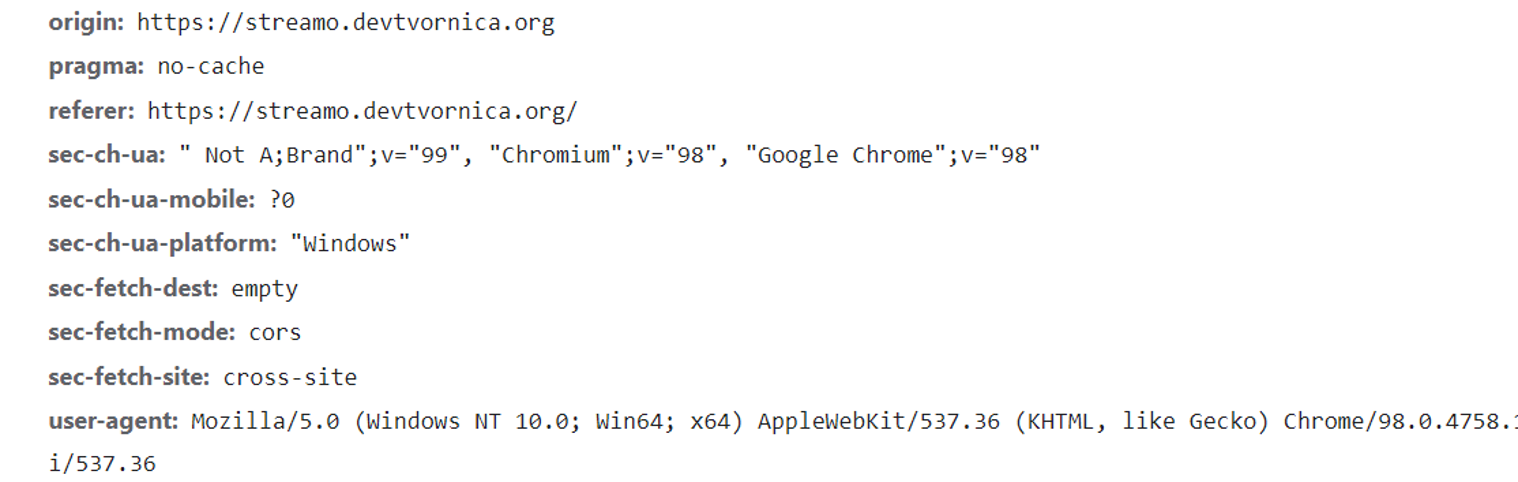 origin: https://streamo.devtvornica.org
pragma: no-cache
referer: https://streamo.devtvornica.org/
sec-ch-ua: " Not A;Brand";v="99", "Chromium";v="98", "Google Chrome";v="98"
sec-ch-ua-mobile: ?0
sec-ch-ua-platform: "Windows"
sec-fetch-dest: empty
sec-fetch-mode: cors
sec-fetch-site: cross-site
user-agent: Mozilla/5.0 (Windows NT 10.0; Win64; x64) AppleWebKit/537.36 (KHTML, like Gecko) Chrome/98.0.4758.1
i/537.36